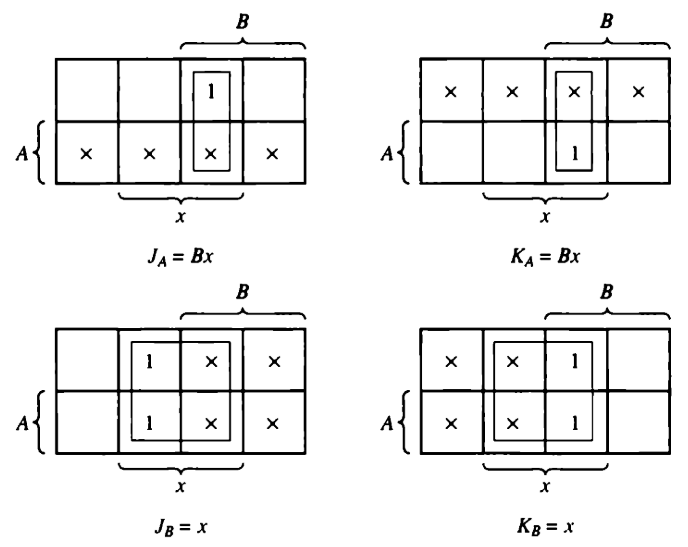 B B
1 × × × ×
A × × × × A 1
x x
J_A = Bx K_A = Bx
B B
1 × × × × 1
A 1 × × A × × 1
x x
J_B = x K_B = x